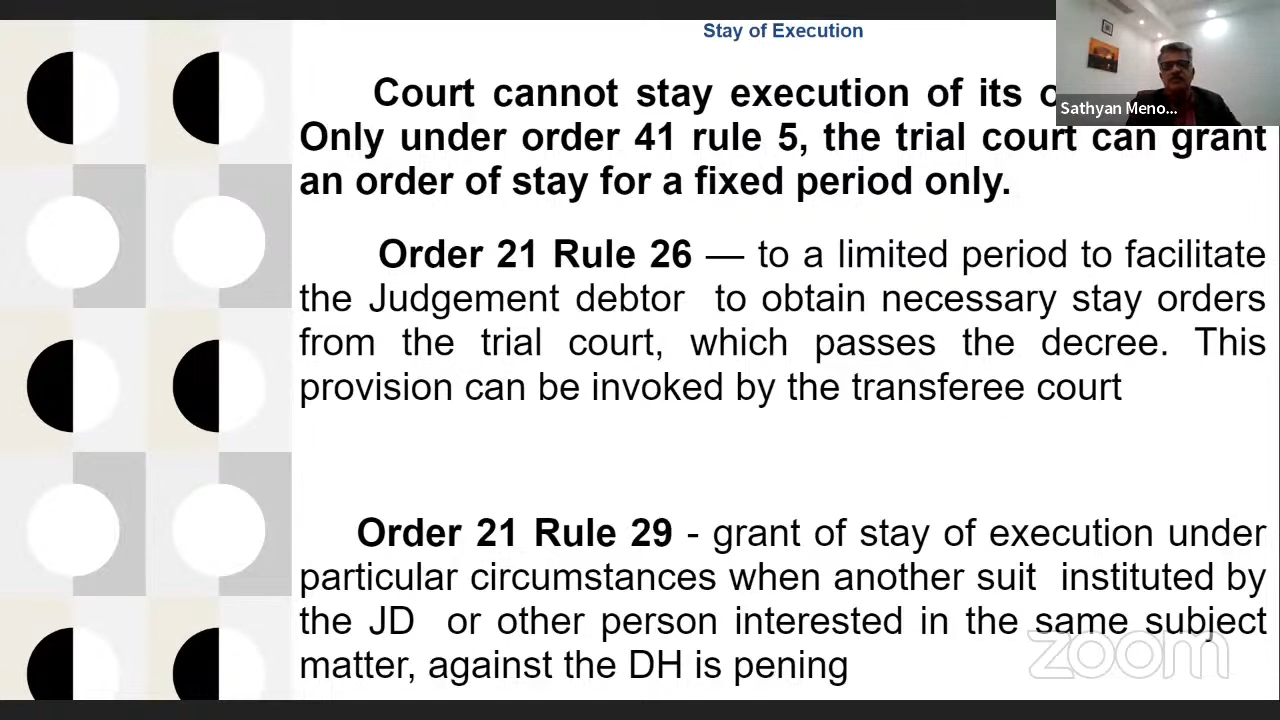 Stay of Execution
Court cannot stay execution of its
Only under order 41 rule 5, the trial court can grant
an order of stay for a fixed period only.
Order 21 Rule 26 — to a limited period to facilitate
the Judgement debtor to obtain necessary stay orders
from the trial court, which passes the decree. This
provision can be invoked by the transferee court
Order 21 Rule 29 - grant of stay of execution under
particular circumstances when another suit instituted by
the JD or other person interested in the same subject
matter, against the DH is pening
Sathyan Meno...
zoom